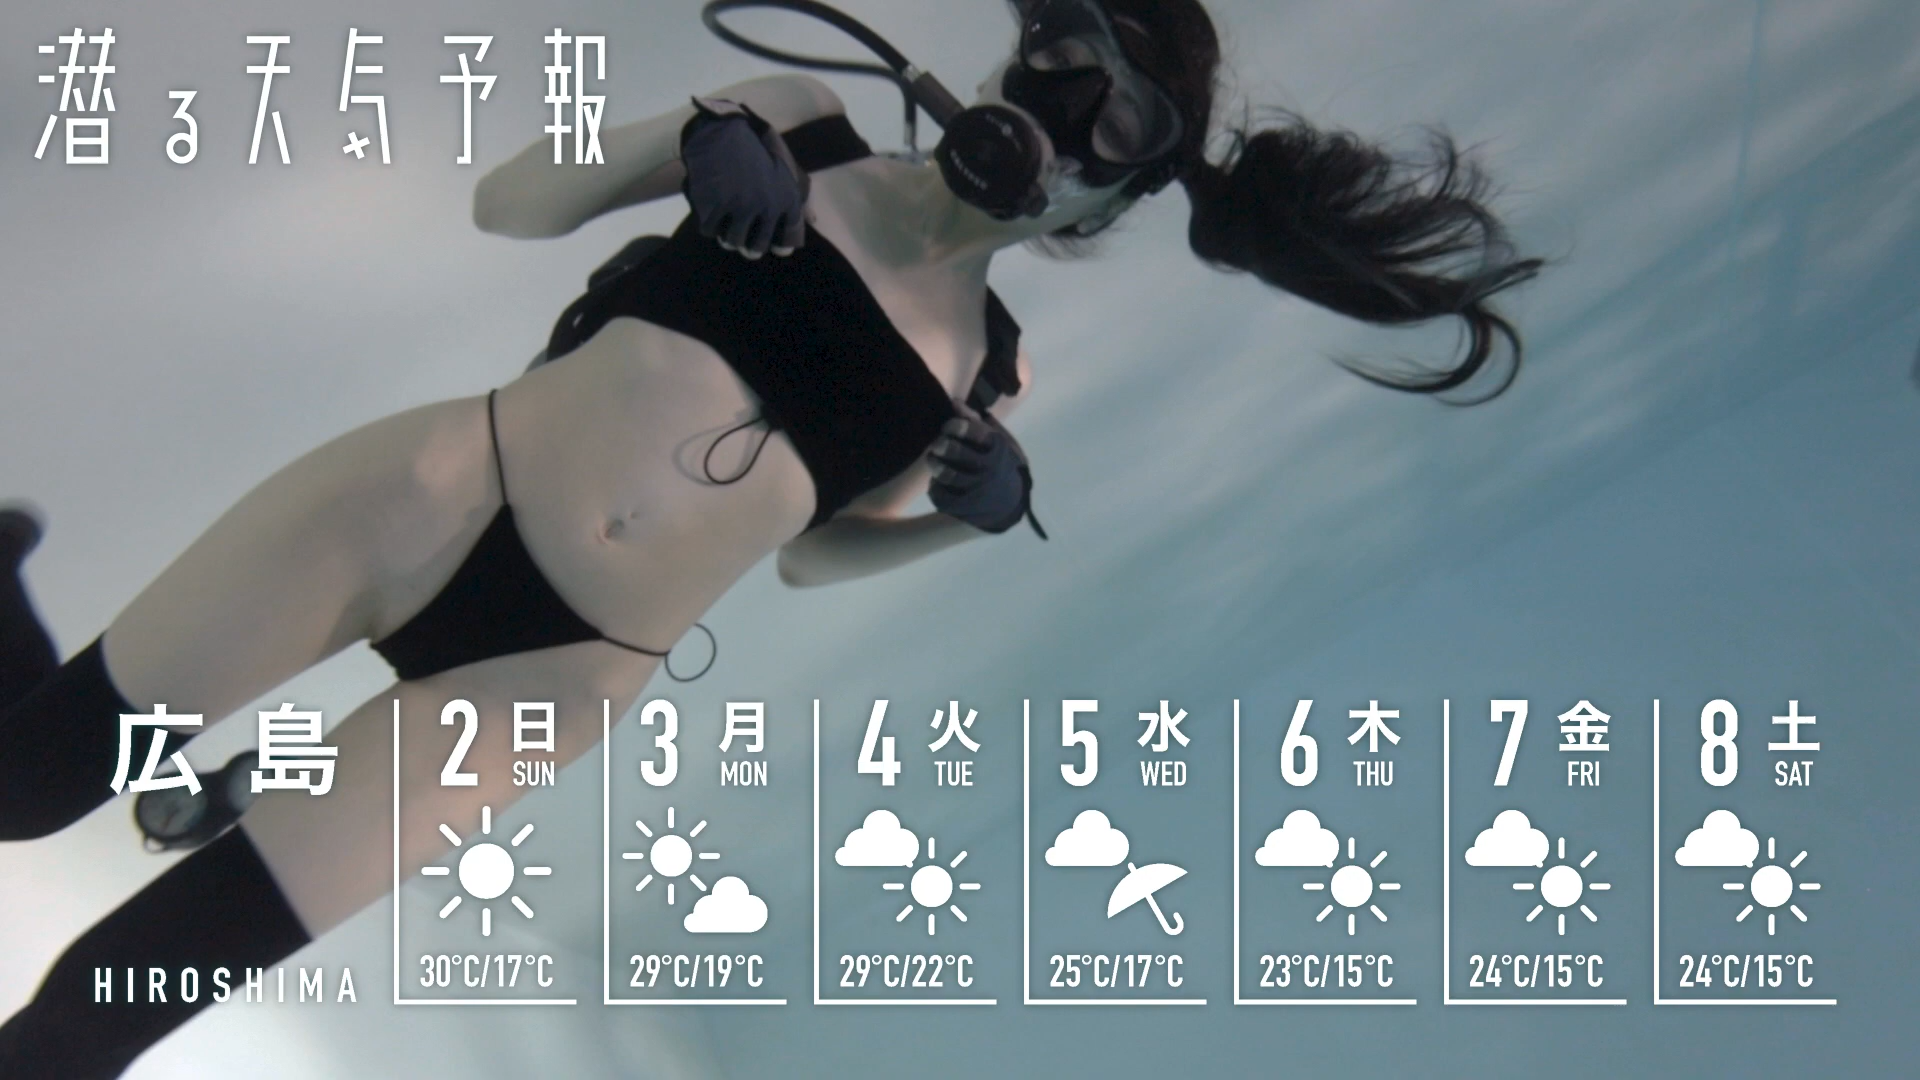 潜る天気予報
広島
HIROSHIMA
2 日 SUN
30°C/17°C
3 月 MON
29°C/19°C
4 火 TUE
29°C/22°C
5 水 WED
25°C/17°C
6 木 THU
23°C/15°C
7 金 FRI
24°C/15°C
8 土 SAT
24°C/15°C